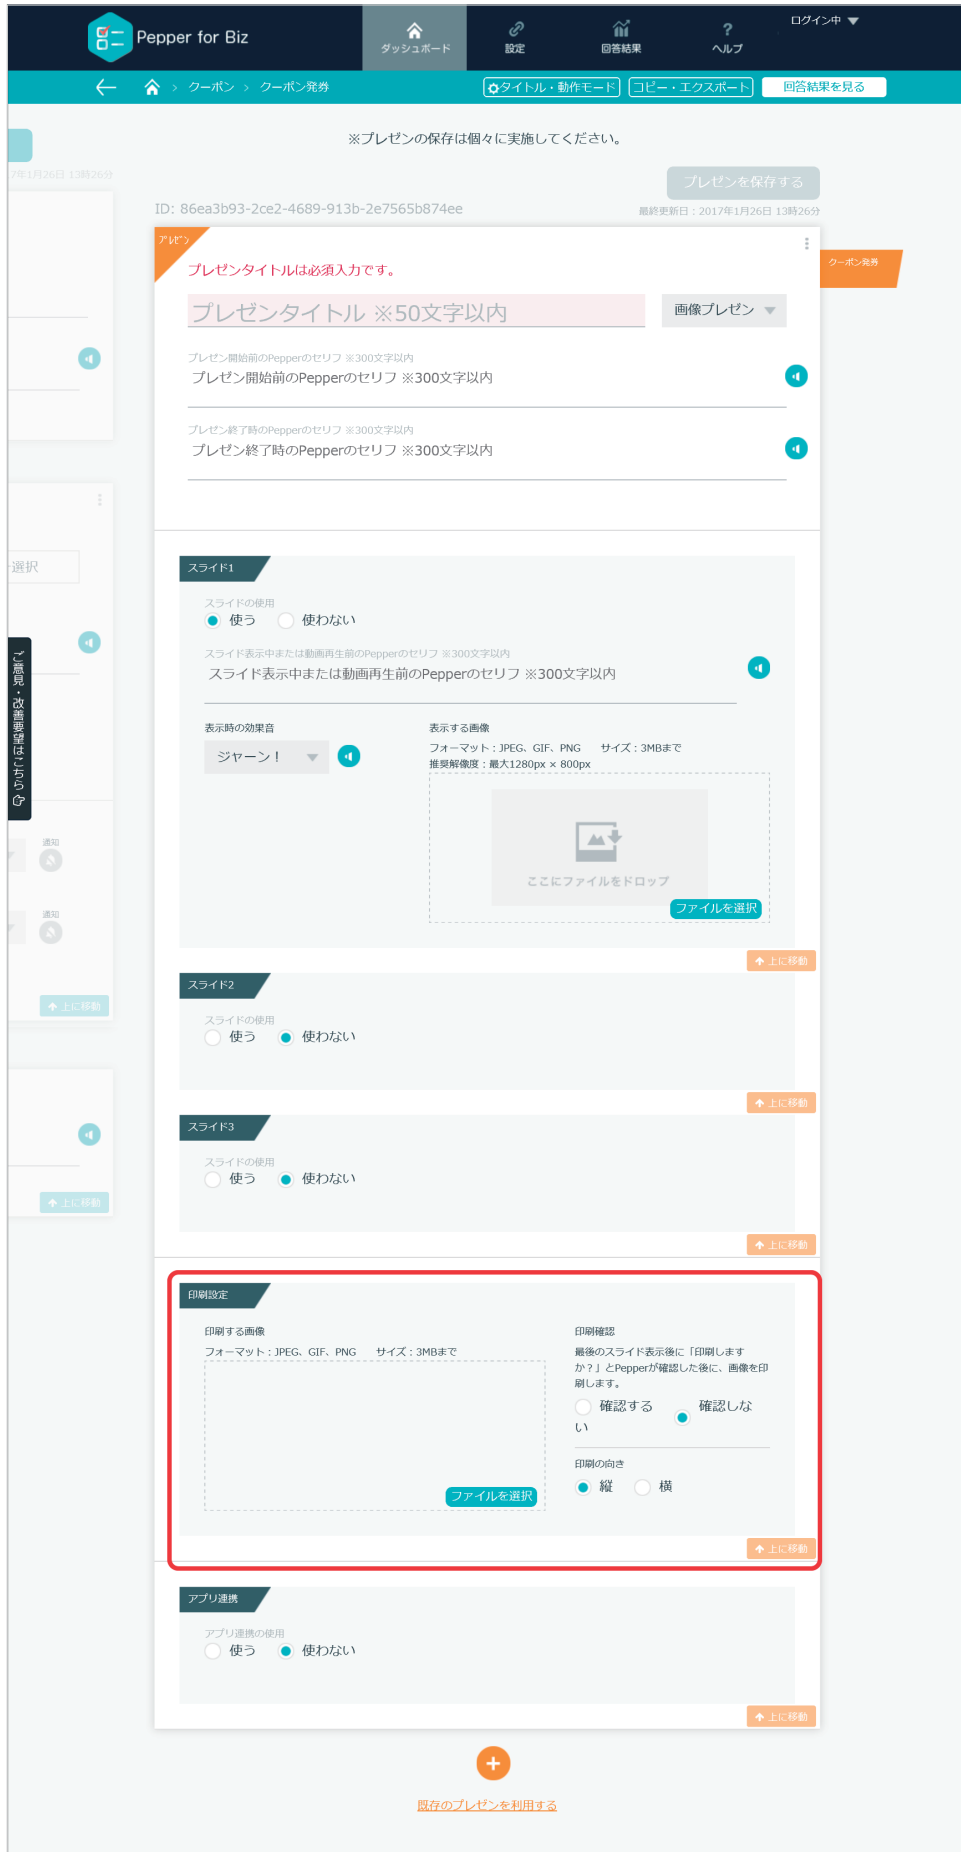 Pepper for Biz
ダッシュボード
設定
回答結果
ヘルプ
ログイン中 ▼
← > クーポン > クーポン発券
タイトル・動作モード
コピー・エクスポート
回答結果を見る
※プレゼンの保存は個々に実施してください。
7年1月26日 13時26分
プレゼンを保存する
ID: 86ea3b93-2ce2-4689-913b-2e7565b874ee
最終更新日：2017年1月26日 13時26分
プレゼン
クーポン発券
プレゼンタイトルは必須入力です。
プレゼンタイトル ※50文字以内
画像プレゼン ▼
プレゼン開始前のPepperのセリフ ※300文字以内
プレゼン開始前のPepperのセリフ ※300文字以内
プレゼン終了時のPepperのセリフ ※300文字以内
プレゼン終了時のPepperのセリフ ※300文字以内
選択
ご意見・改善要望はこちら
通知
通知
上に移動
上に移動
スライド1
スライドの使用
使う 使わない
スライド表示中または動画再生前のPepperのセリフ ※300文字以内
スライド表示中または動画再生前のPepperのセリフ ※300文字以内
表示時の効果音
ジャーン！ ▼
表示する画像
フォーマット：JPEG、GIF、PNG サイズ：3MBまで
推奨解像度：最大1280px × 800px
ここにファイルをドロップ
ファイルを選択
上に移動
スライド2
スライドの使用
使う 使わない
上に移動
スライド3
スライドの使用
使う 使わない
上に移動
印刷設定
印刷する画像
フォーマット：JPEG、GIF、PNG サイズ：3MBまで
ファイルを選択
印刷確認
最後のスライド表示後に「印刷します
か？」とPepperが確認した後に、画像を印
刷します。
確認する 確認しな
い
印刷の向き
縦 横
上に移動
アプリ連携
アプリ連携の使用
使う 使わない
上に移動
既存のプレゼンを利用する